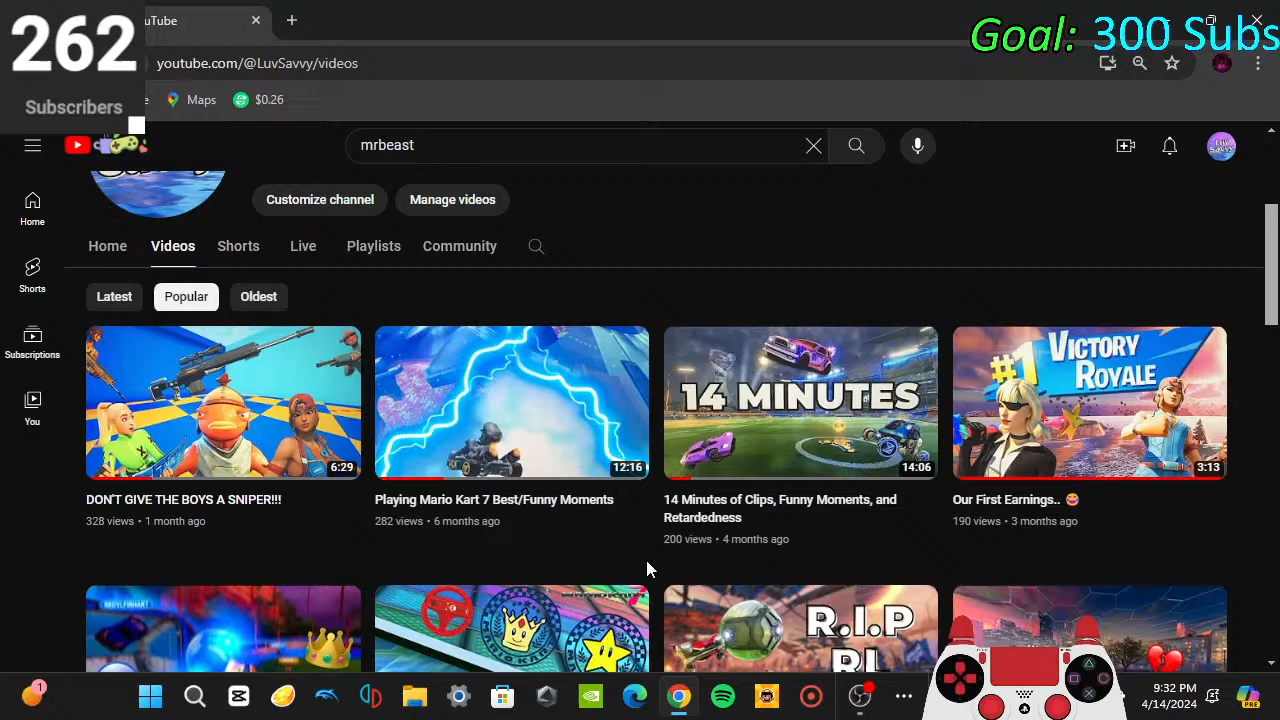 262
Subscribers
uTube
Goal: 300 Subs
youtube.com/@LuvSavvy/videos
e
Maps
$0.26
mrbeast
Customize channel
Manage videos
Home
Shorts
Subscriptions
You
Home
Videos
Shorts
Live
Playlists
Community
Latest
Popular
Oldest
6:29
12:16
14 MINUTES
14:06
#1 VICTORY
ROYALE
3:13
DON'T GIVE THE BOYS A SNIPER!!!
328 views • 1 month ago
Playing Mario Kart 7 Best/Funny Moments
282 views • 6 months ago
14 Minutes of Clips, Funny Moments, and
Retardedness
200 views • 4 months ago
Our First Earnings.. 😂
190 views • 3 months ago
R.I.P
RL
1
9:32 PM
4/14/2024
PRE